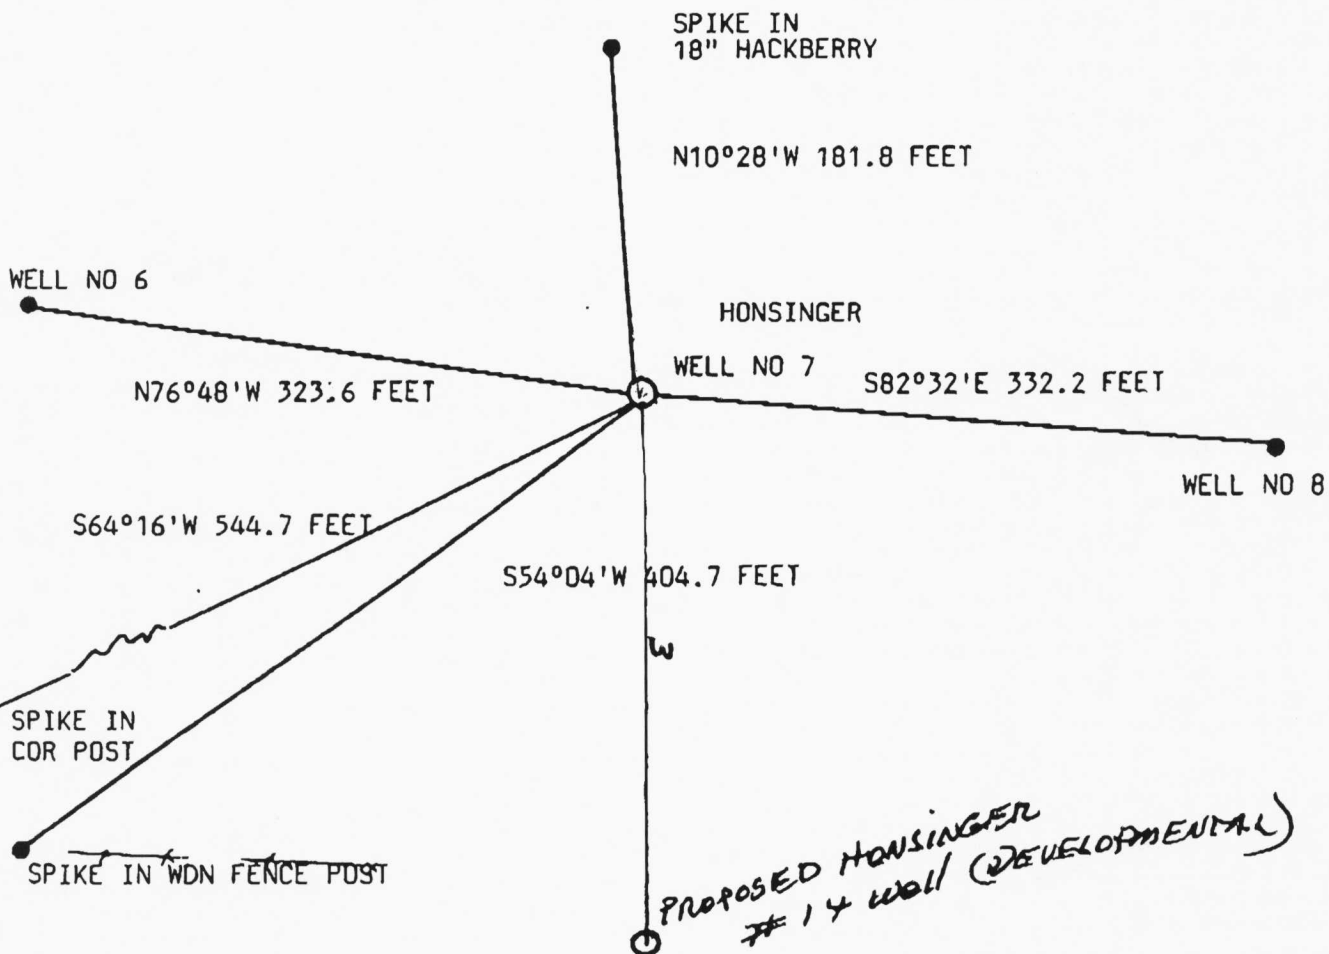 SPIKE IN
18" HACKBERRY
N10°28'W 181.8 FEET
WELL NO 6
HONSINGER
WELL NO 7
N76°48'W 323.6 FEET
S82°32'E 332.2 FEET
WELL NO 8
S64°16'W 544.7 FEET
S54°04'W 404.7 FEET
W
SPIKE IN
COR POST
SPIKE IN WDN FENCE POST
PROPOSED HONSINGER
# 14 Well (DEVELOPMENTAL)